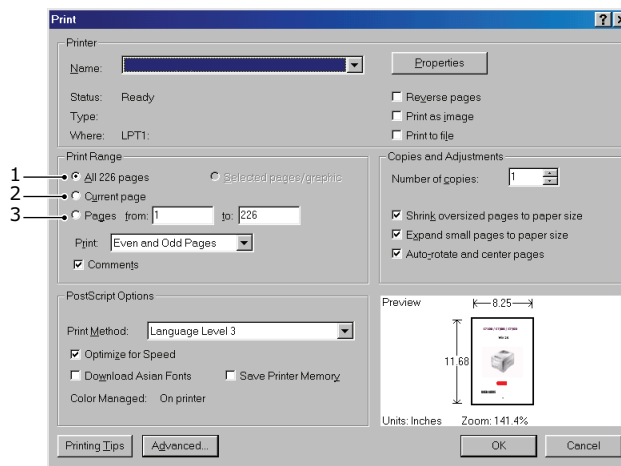 Print
Printer
Name:
Properties
Status: Ready
Type:
Where: LPT1:
Reverse pages
Print as image
Print to file
Print Range
1 All 226 pages
Selected pages/graphic
2 Current page
3 Pages from: 1 to: 226
Print: Even and Odd Pages
Comments
Copies and Adjustments
Number of copies: 1
Shrink oversized pages to paper size
Expand small pages to paper size
Auto-rotate and center pages
PostScript Options
Print Method: Language Level 3
Optimize for Speed
Download Asian Fonts
Save Printer Memory
Color Managed: On printer
Preview
8.25
11.68
Units: Inches Zoom: 141.4%
Printing Tips
Advanced...
OK
Cancel